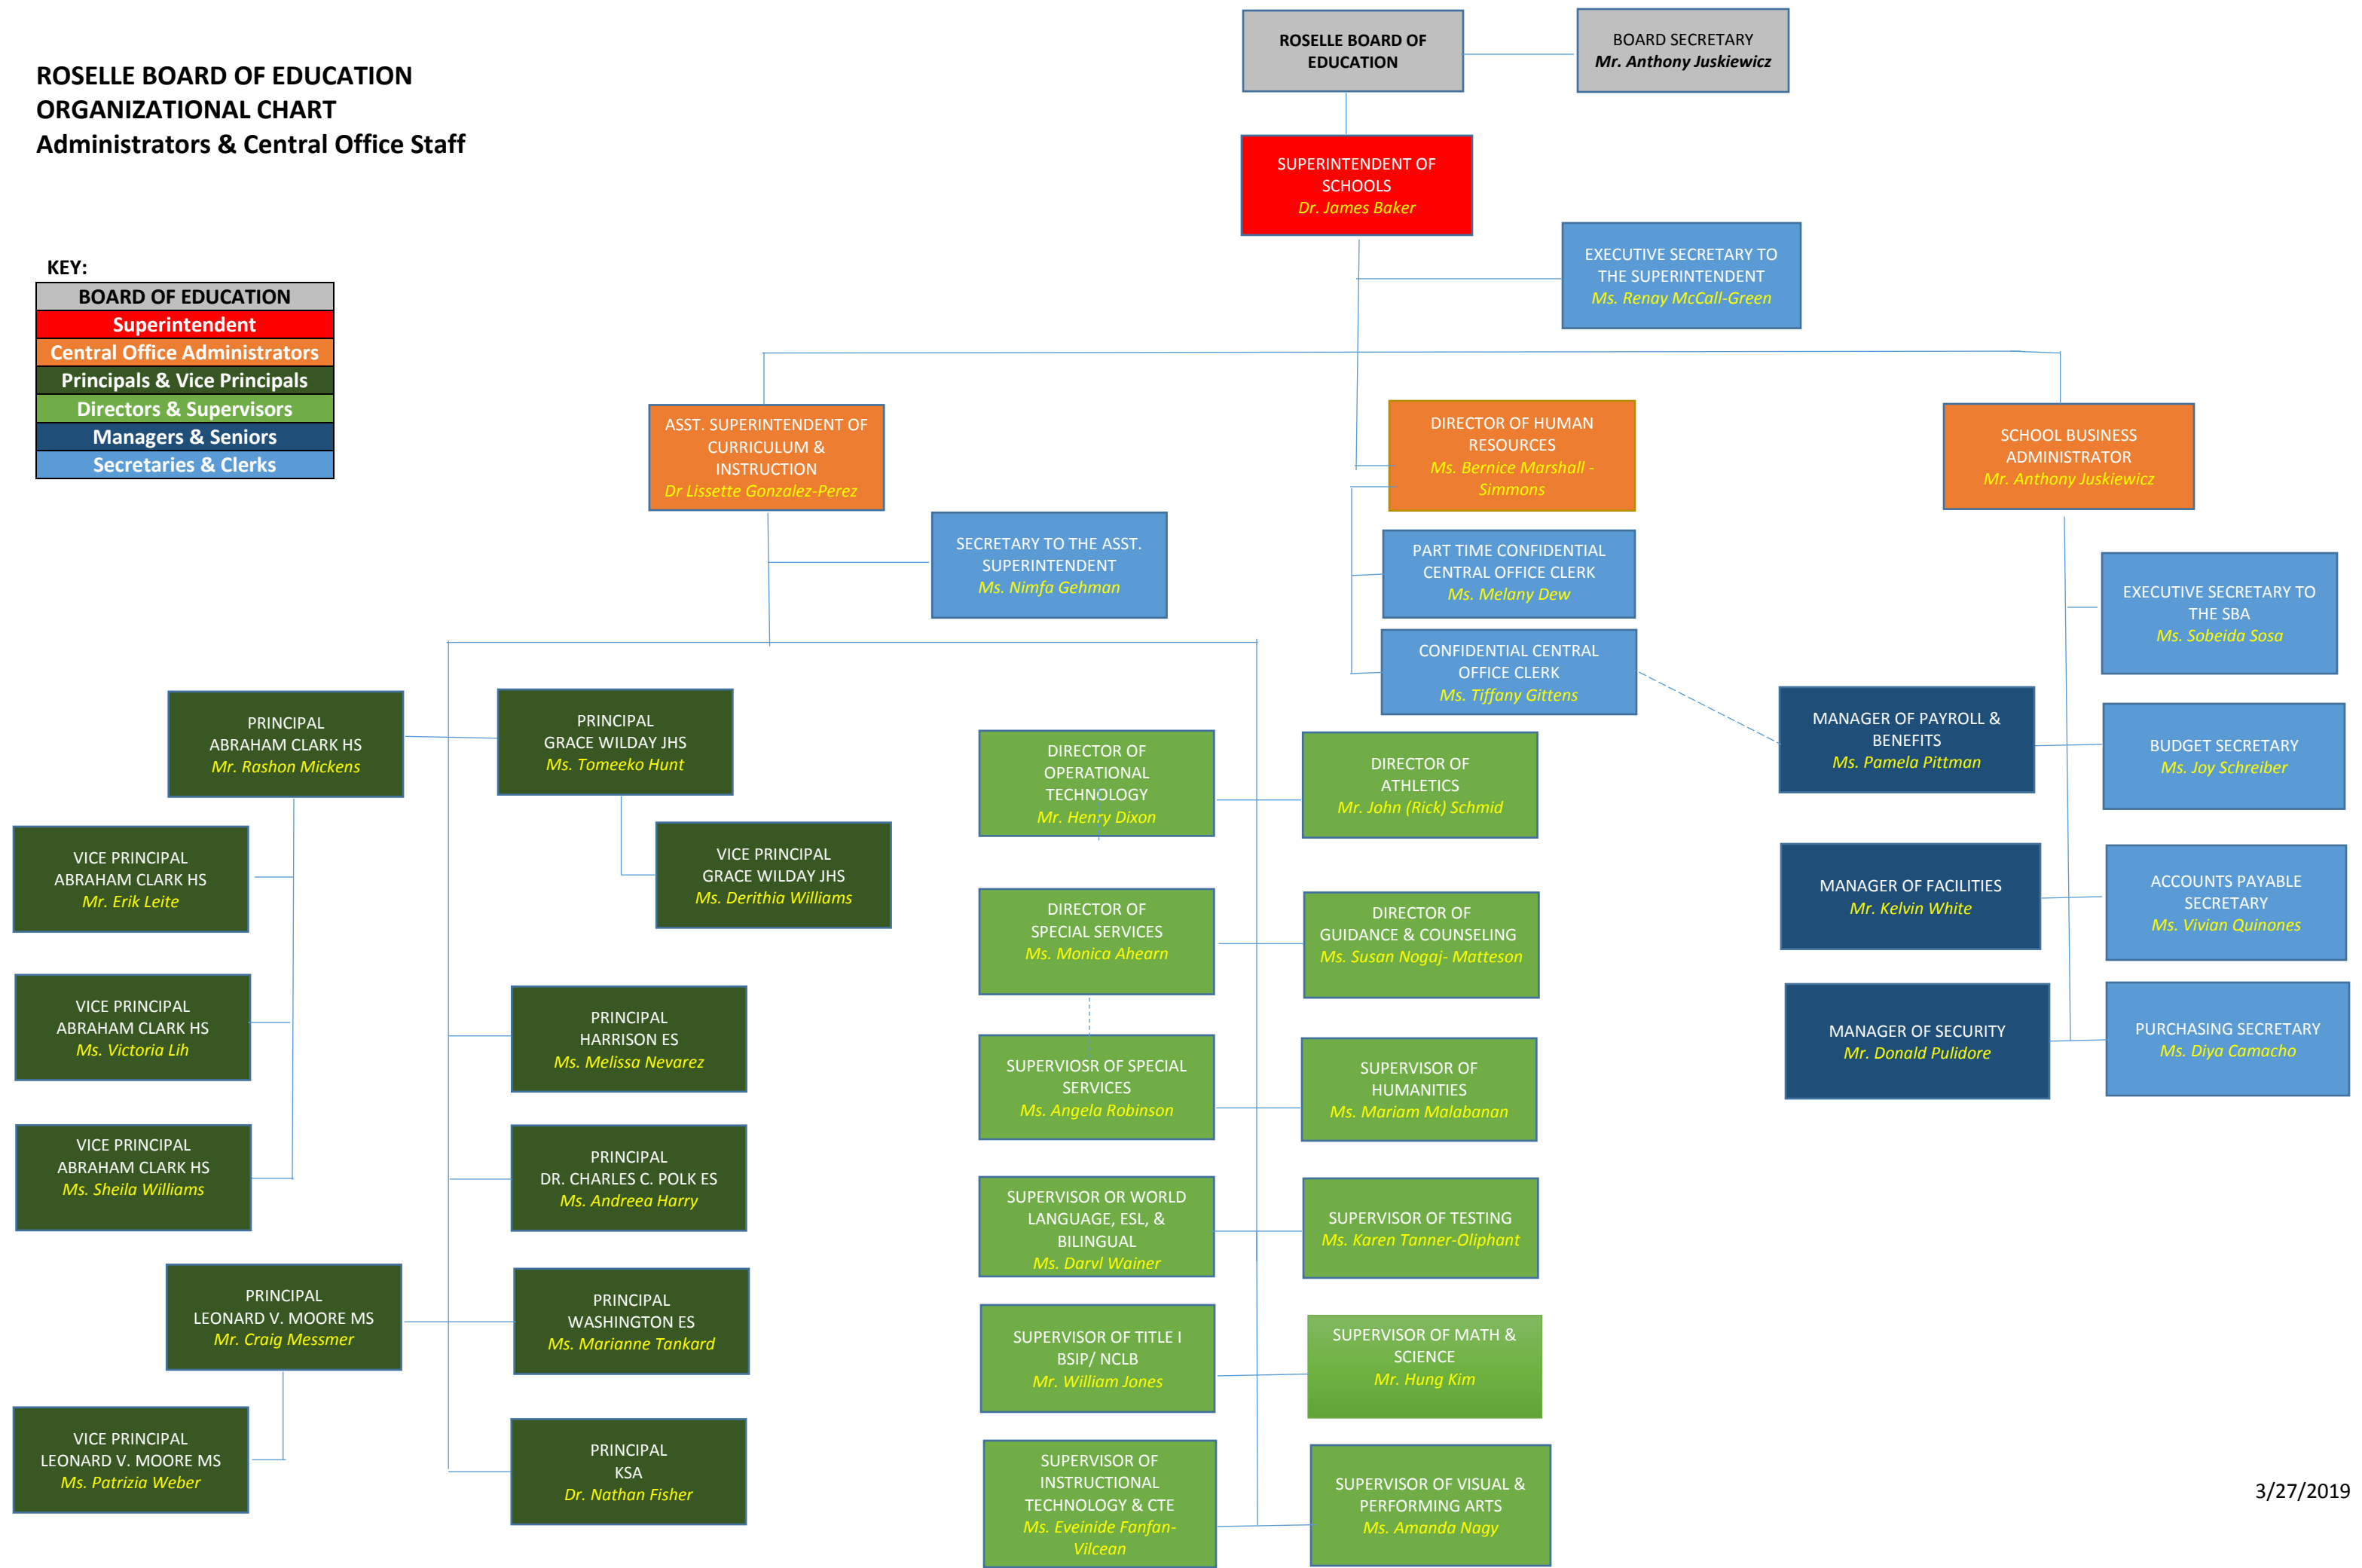 ROSELLE BOARD OF EDUCATION
ORGANIZATIONAL CHART
Administrators & Central Office Staff
KEY:
BOARD OF EDUCATION
Superintendent
Central Office Administrators
Principals & Vice Principals
Directors & Supervisors
Managers & Seniors
Secretaries & Clerks
ROSELLE BOARD OF
EDUCATION
BOARD SECRETARY
Mr. Anthony Juskiewicz
SUPERINTENDENT OF
SCHOOLS
Dr. James Baker
EXECUTIVE SECRETARY TO
THE SUPERINTENDENT
Ms. Renay McCall-Green
ASST. SUPERINTENDENT OF
CURRICULUM &
INSTRUCTION
Dr Lissette Gonzalez-Perez
DIRECTOR OF HUMAN
RESOURCES
Ms. Bernice Marshall -
Simmons
SCHOOL BUSINESS
ADMINISTRATOR
Mr. Anthony Juskiewicz
SECRETARY TO THE ASST.
SUPERINTENDENT
Ms. Nimfa Gehman
PART TIME CONFIDENTIAL
CENTRAL OFFICE CLERK
Ms. Melany Dew
CONFIDENTIAL CENTRAL
OFFICE CLERK
Ms. Tiffany Gittens
EXECUTIVE SECRETARY TO
THE SBA
Ms. Sobeida Sosa
PRINCIPAL
ABRAHAM CLARK HS
Mr. Rashon Mickens
PRINCIPAL
GRACE WILDAY JHS
Ms. Tomeeko Hunt
VICE PRINCIPAL
ABRAHAM CLARK HS
Mr. Erik Leite
VICE PRINCIPAL
GRACE WILDAY JHS
Ms. Derithia Williams
VICE PRINCIPAL
ABRAHAM CLARK HS
Ms. Victoria Lih
PRINCIPAL
HARRISON ES
Ms. Melissa Nevarez
VICE PRINCIPAL
ABRAHAM CLARK HS
Ms. Sheila Williams
PRINCIPAL
DR. CHARLES C. POLK ES
Ms. Andreea Harry
PRINCIPAL
LEONARD V. MOORE MS
Mr. Craig Messmer
PRINCIPAL
WASHINGTON ES
Ms. Marianne Tankard
VICE PRINCIPAL
LEONARD V. MOORE MS
Ms. Patrizia Weber
PRINCIPAL
KSA
Dr. Nathan Fisher
DIRECTOR OF
OPERATIONAL
TECHNOLOGY
Mr. Henry Dixon
DIRECTOR OF
ATHLETICS
Mr. John (Rick) Schmid
DIRECTOR OF
SPECIAL SERVICES
Ms. Monica Ahearn
DIRECTOR OF
GUIDANCE & COUNSELING
Ms. Susan Nogaj- Matteson
SUPERVIOSR OF SPECIAL
SERVICES
Ms. Angela Robinson
SUPERVISOR OF
HUMANITIES
Ms. Mariam Malabanan
SUPERVISOR OR WORLD
LANGUAGE, ESL, &
BILINGUAL
Ms. Daryl Wainer
SUPERVISOR OF TESTING
Ms. Karen Tanner-Oliphant
SUPERVISOR OF TITLE I
BSIP/ NCLB
Mr. William Jones
SUPERVISOR OF MATH &
SCIENCE
Mr. Hung Kim
SUPERVISOR OF
INSTRUCTIONAL
TECHNOLOGY & CTE
Ms. Eveinide Fanfan-
Vilcean
SUPERVISOR OF VISUAL &
PERFORMING ARTS
Ms. Amanda Nagy
MANAGER OF PAYROLL &
BENEFITS
Ms. Pamela Pittman
BUDGET SECRETARY
Ms. Joy Schreiber
MANAGER OF FACILITIES
Mr. Kelvin White
ACCOUNTS PAYABLE
SECRETARY
Ms. Vivian Quinones
MANAGER OF SECURITY
Mr. Donald Pulidore
PURCHASING SECRETARY
Ms. Diya Camacho
3/27/2019